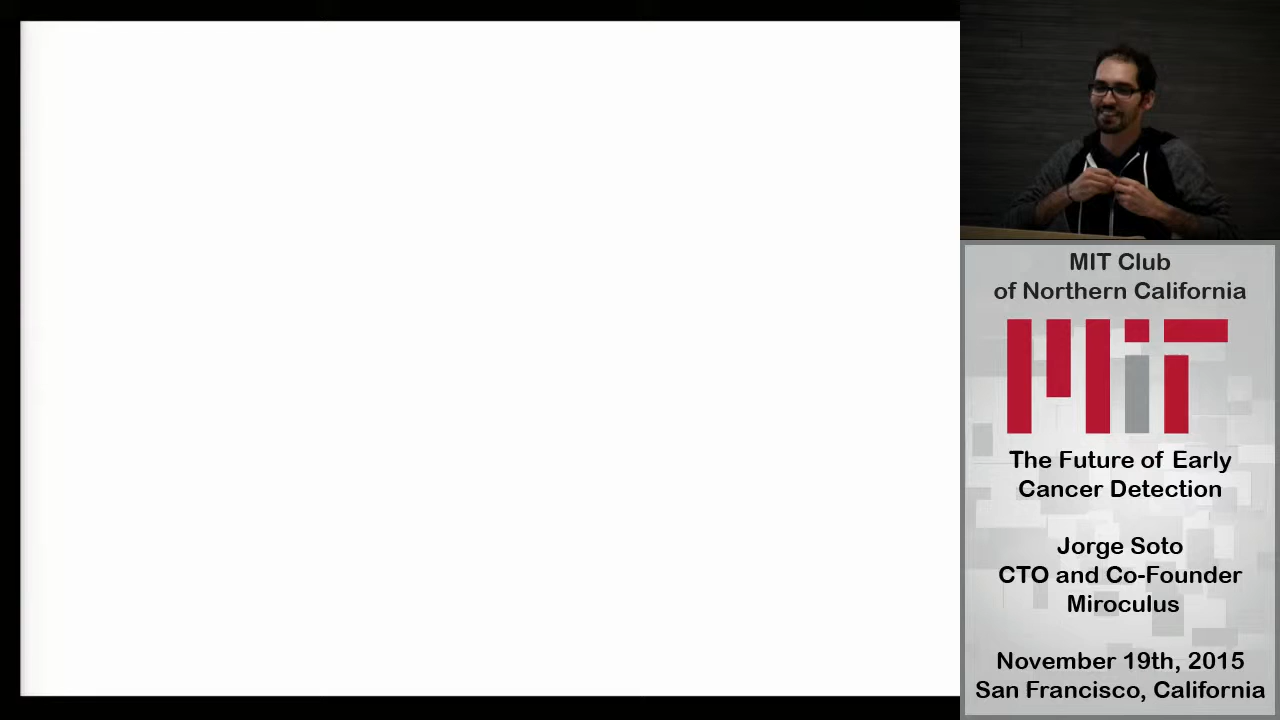 MIT Club
of Northern California
MIT
The Future of Early
Cancer Detection
Jorge Soto
CTO and Co-Founder
Miroculus
November 19th, 2015
San Francisco, California